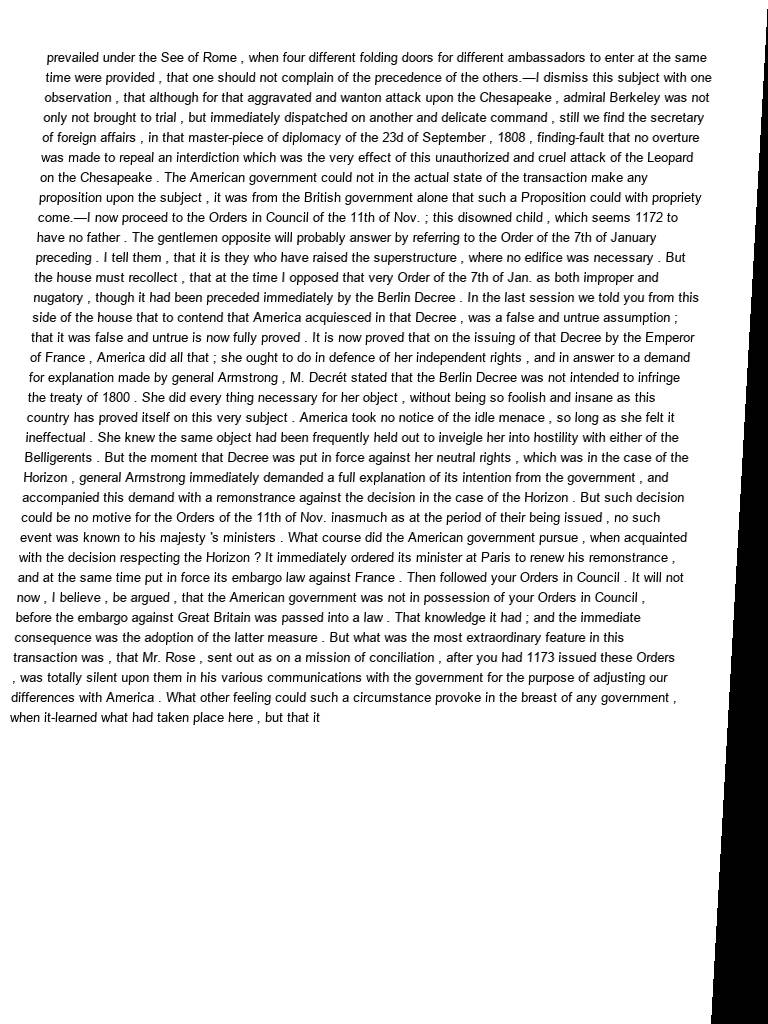 prevailed under the See of Rome , when four different folding doors for different ambassadors to enter at the same
time were provided , that one should not complain of the precedence of the others.—I dismiss this subject with one
observation , that although for that aggravated and wanton attack upon the Chesapeake , admiral Berkeley was not
only not brought to trial , but immediately dispatched on another and delicate command , still we find the secretary
of foreign affairs , in that master-piece of diplomacy of the 23d of September , 1808 , finding-fault that no overture
was made to repeal an interdiction which was the very effect of this unauthorized and cruel attack of the Leopard
on the Chesapeake . The American government could not in the actual state of the transaction make any
proposition upon the subject , it was from the British government alone that such a Proposition could with propriety
come.—I now proceed to the Orders in Council of the 11th of Nov. ; this disowned child , which seems 1172 to
have no father . The gentlemen opposite will probably answer by referring to the Order of the 7th of January
preceding . I tell them , that it is they who have raised the superstructure , where no edifice was necessary . But
the house must recollect , that at the time I opposed that very Order of the 7th of Jan. as both improper and
nugatory , though it had been preceded immediately by the Berlin Decree . In the last session we told you from this
side of the house that to contend that America acquiesced in that Decree , was a false and untrue assumption ;
that it was false and untrue is now fully proved . It is now proved that on the issuing of that Decree by the Emperor
of France , America did all that ; she ought to do in defence of her independent rights , and in answer to a demand
for explanation made by general Armstrong , M. Decrét stated that the Berlin Decree was not intended to infringe
the treaty of 1800 . She did every thing necessary for her object , without being so foolish and insane as this
country has proved itself on this very subject . America took no notice of the idle menace , so long as she felt it
ineffectual . She knew the same object had been frequently held out to inveigle her into hostility with either of the
Belligerents . But the moment that Decree was put in force against her neutral rights , which was in the case of the
Horizon , general Armstrong immediately demanded a full explanation of its intention from the government , and
accompanied this demand with a remonstrance against the decision in the case of the Horizon . But such decision
could be no motive for the Orders of the 11th of Nov. inasmuch as at the period of their being issued , no such
event was known to his majesty 's ministers . What course did the American government pursue , when acquainted
with the decision respecting the Horizon ? It immediately ordered its minister at Paris to renew his remonstrance ,
and at the same time put in force its embargo law against France . Then followed your Orders in Council . It will not
now , I believe , be argued , that the American government was not in possession of your Orders in Council ,
before the embargo against Great Britain was passed into a law . That knowledge it had ; and the immediate
consequence was the adoption of the latter measure . But what was the most extraordinary feature in this
transaction was , that Mr. Rose , sent out as on a mission of conciliation , after you had 1173 issued these Orders
, was totally silent upon them in his various communications with the government for the purpose of adjusting our
differences with America . What other feeling could such a circumstance provoke in the breast of any government ,
when it-learned what had taken place here , but that it